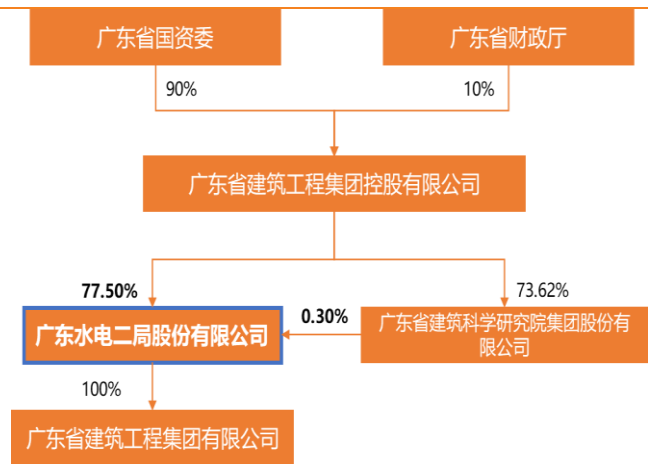 广东省国资委
广东省财政厅
90%
10%
广东省建筑工程集团控股有限公司
77.50%
73.62%
广东水电二局股份有限公司
0.30%
广东省建筑科学研究院集团股份有
限公司
100%
广东省建筑工程集团有限公司